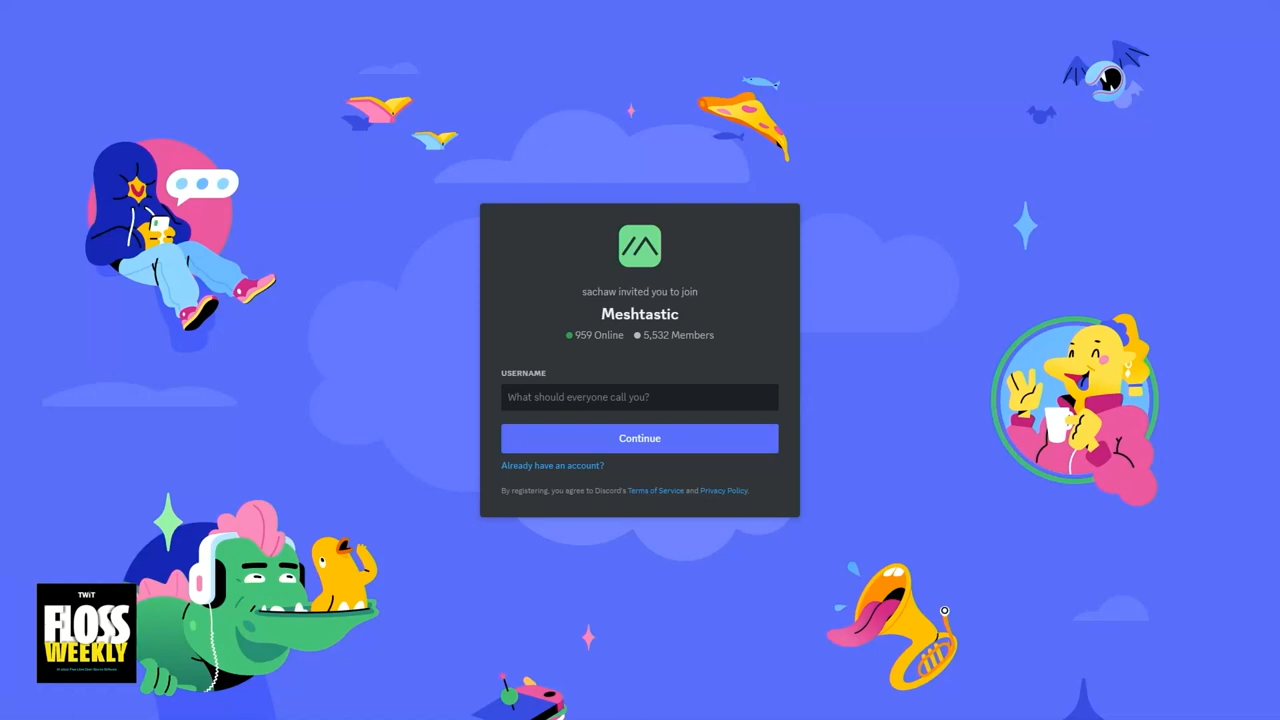 sachaw invited you to join
Meshtastic
959 Online 5,532 Members
USERNAME
What should everyone call you?
Continue
Already have an account?
By registering, you agree to Discord's Terms of Service and Privacy Policy.
TWiT
FLOSS
WEEKLY